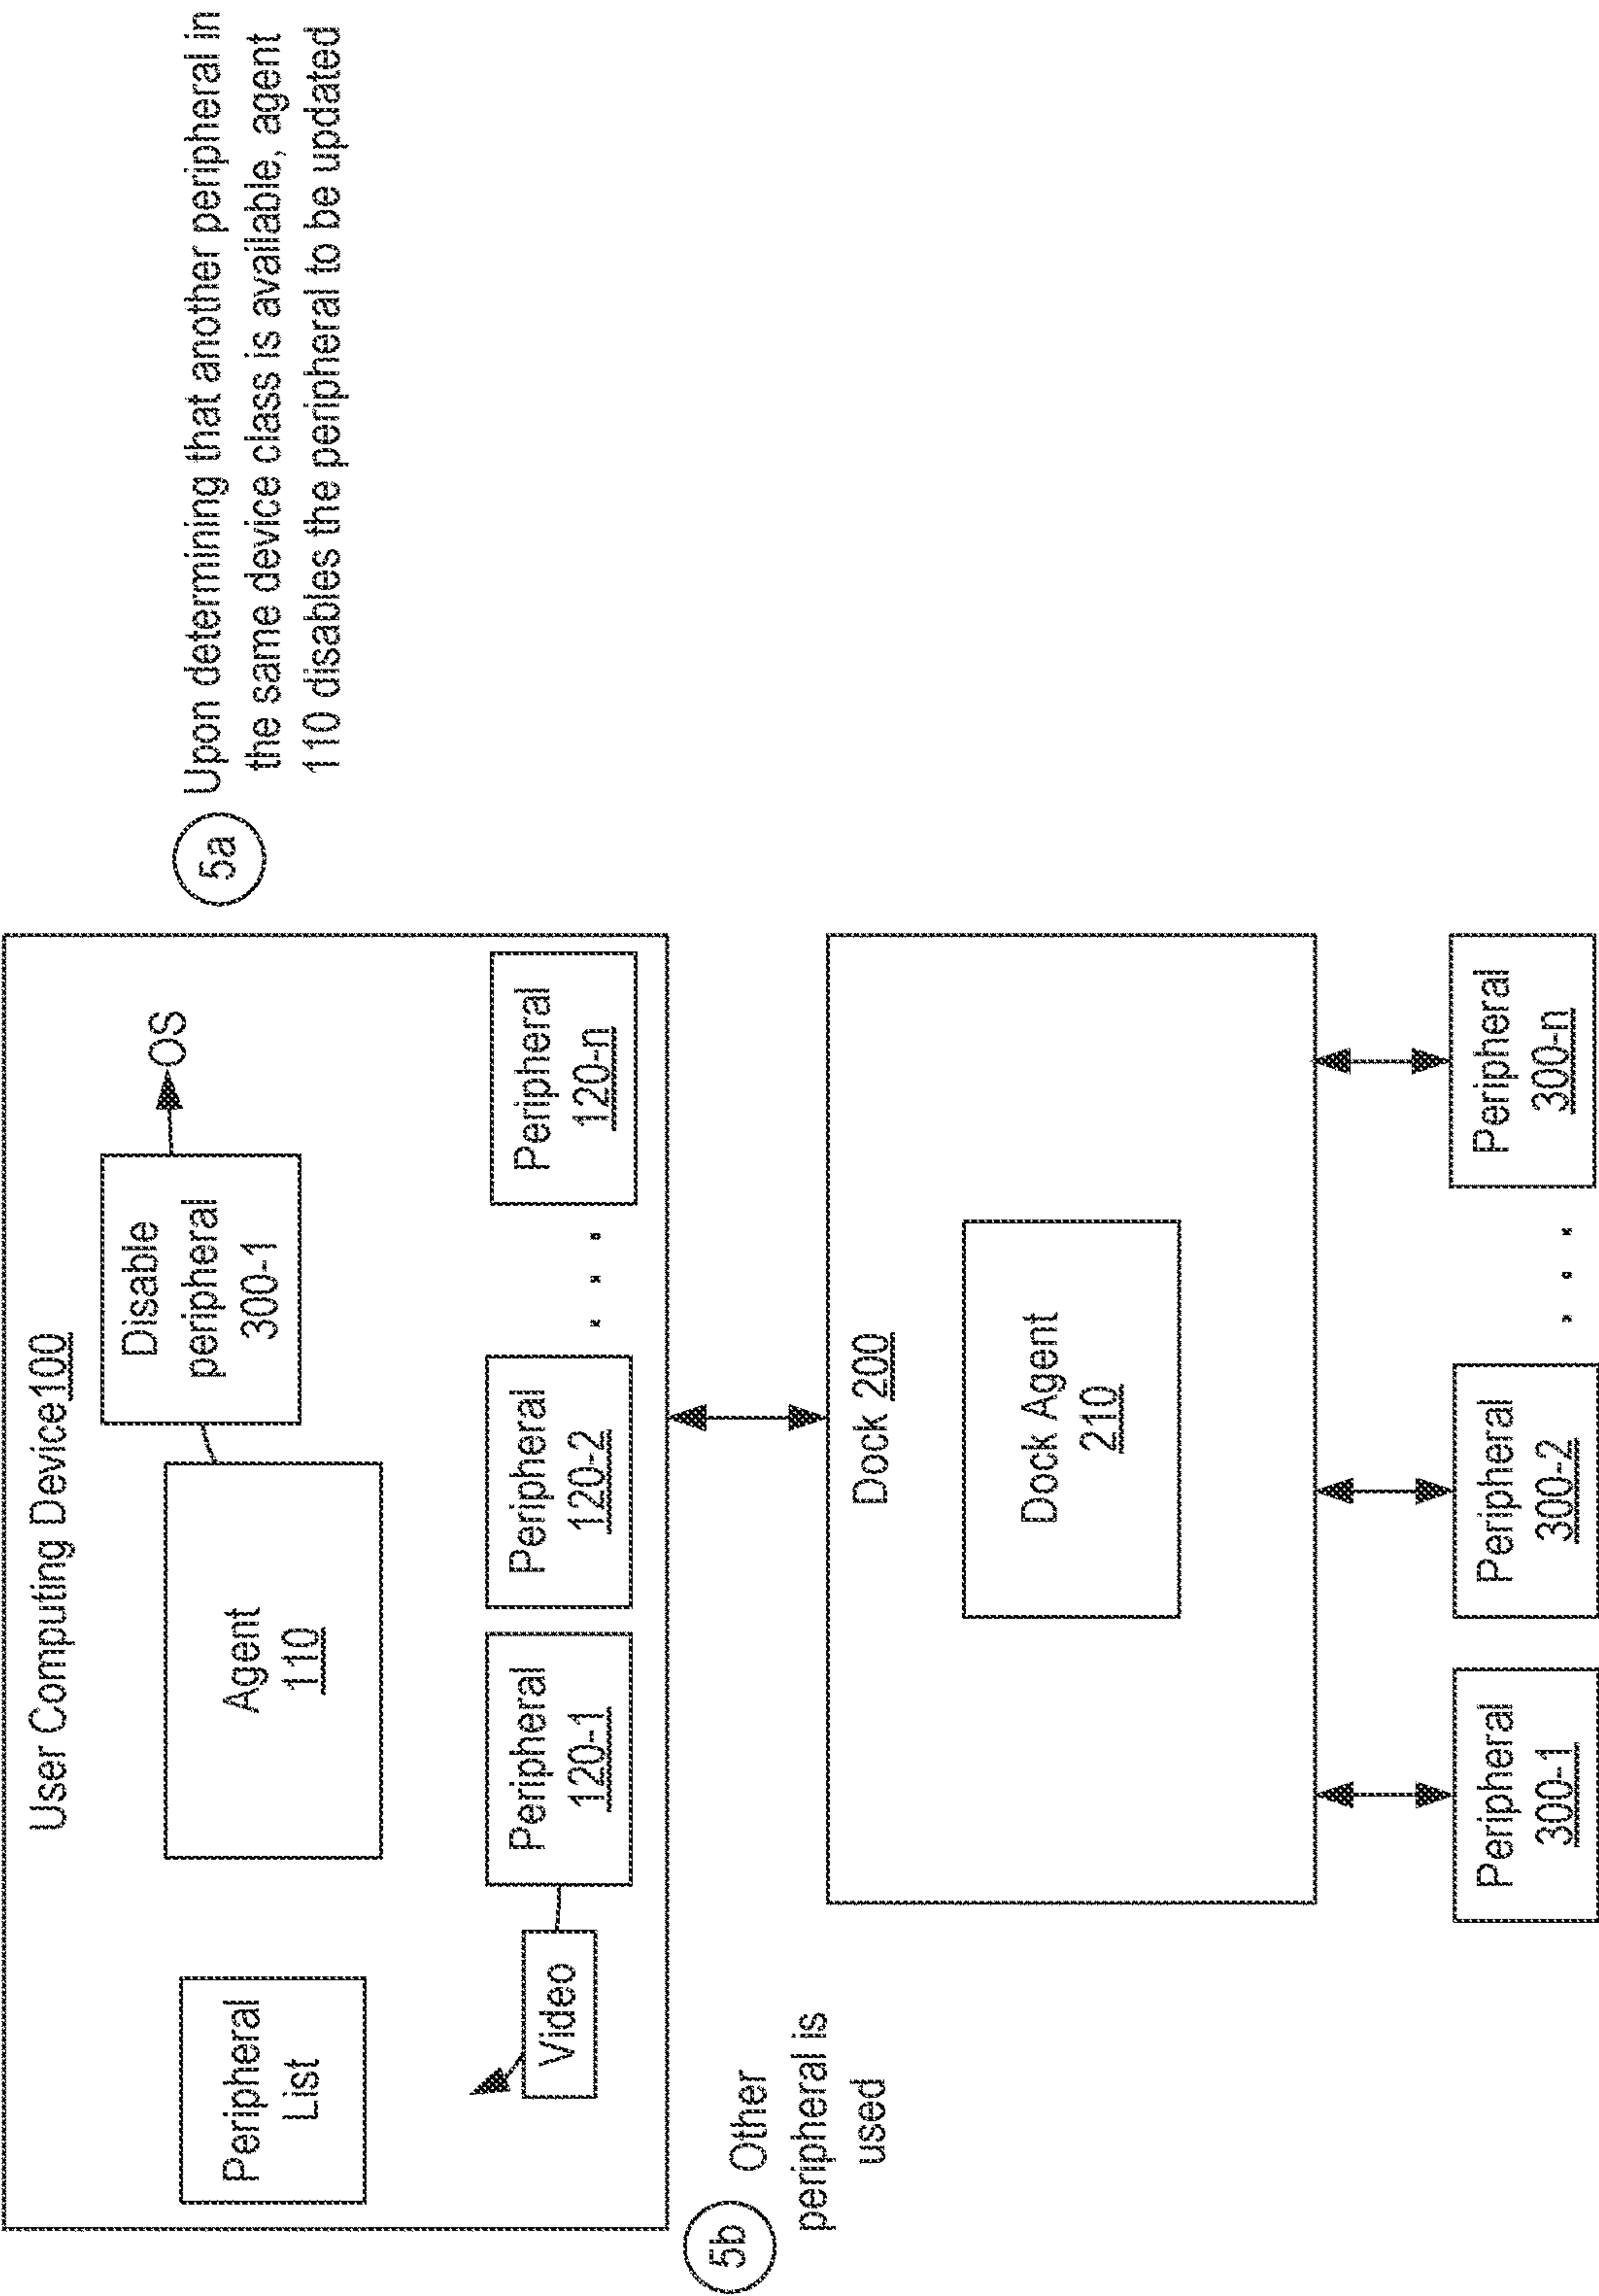 5a
Upon determining that another peripheral in
the same device class is available, agent
110 disables the peripheral to be updated
User Computing Device100
Peripheral
List
Agent
110
Disable
peripheral
300-1
OS
Video
Peripheral
120-1
Peripheral
120-2
. . .
Peripheral
120-n
5b
Other
peripheral is
used
Dock 200
Dock Agent
210
Peripheral
300-1
Peripheral
300-2
. . .
Peripheral
300-n